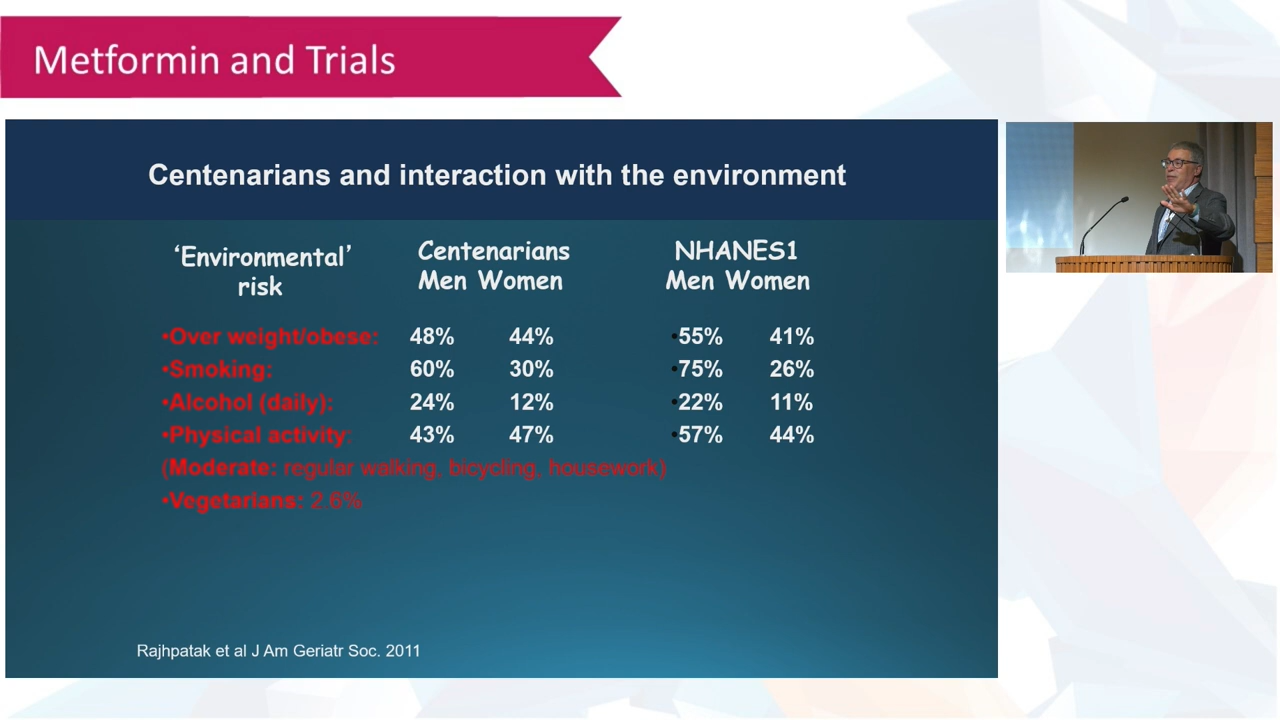 Metformin and Trials
Centenarians and interaction with the environment
‘Environmental’ risk
Centenarians
Men Women
NHANES1
Men Women
•Over weight/obese: 48% 44% •55% 41%
•Smoking: 60% 30% •75% 26%
•Alcohol (daily): 24% 12% •22% 11%
•Physical activity: 43% 47% •57% 44%
(Moderate: regular walking, bicycling, housework)
•Vegetarians: 2.6%
Rajhpatak et al J Am Geriatr Soc. 2011